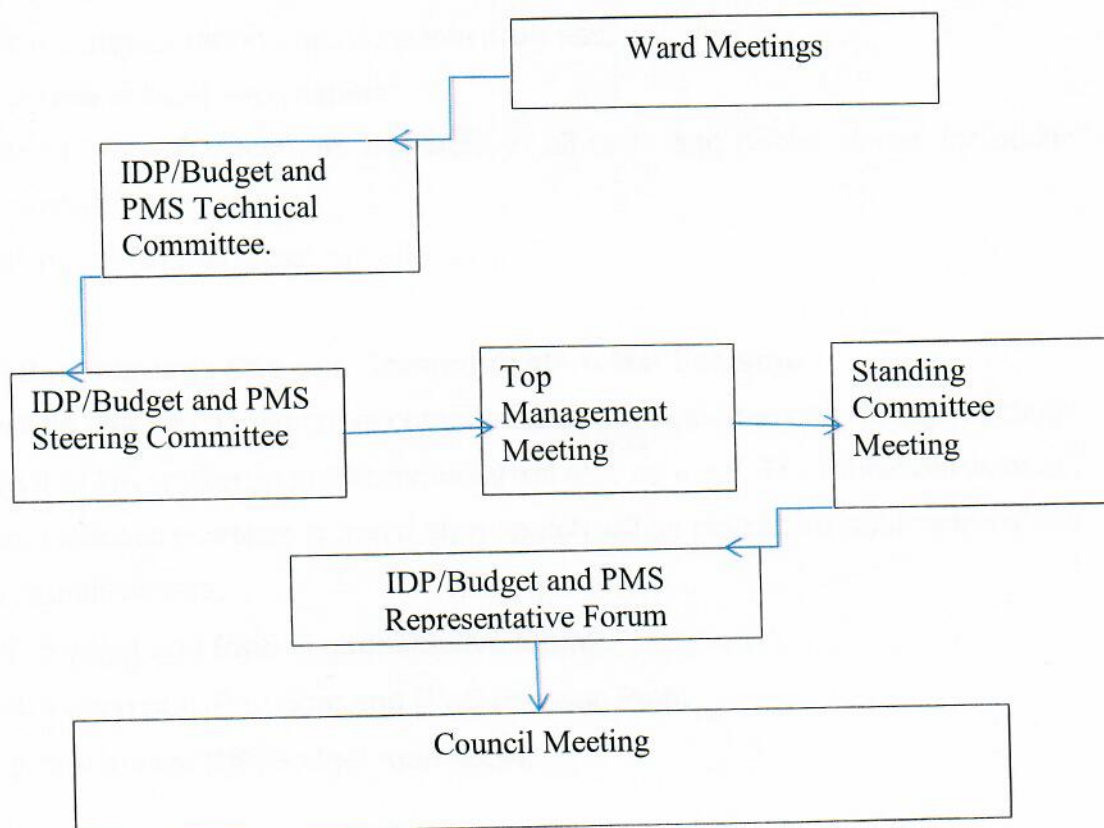 Ward Meetings
IDP/Budget and
PMS Technical
Committee.
IDP/Budget and PMS
Steering Committee
Top
Management
Meeting
Standing
Committee
Meeting
IDP/Budget and PMS
Representative Forum
Council Meeting